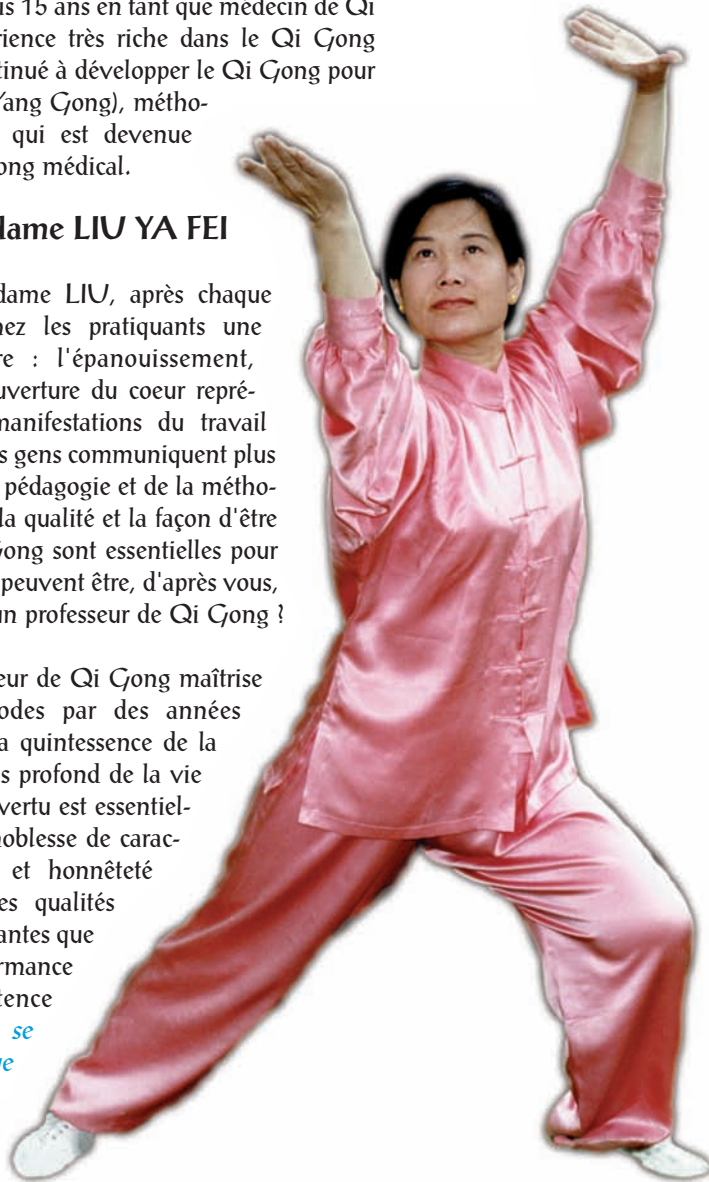 is 15 ans en tant que médecin de Qi
rience très riche dans le Qi Gong
tinué à développer le Qi Gong pour
Yang Gong), métho-
qui est devenue
ong médical.
dame LIU YA FEI
dame LIU, après chaque
hez les pratiquants une
re : l'épanouissement,
uverture du coeur repré-
manifestations du travail
s gens communiquent plus
pédagogie et de la métho-
la qualité et la façon d'être
Gong sont essentielles pour
peuvent être, d'après vous,
un professeur de Qi Gong ?
eur de Qi Gong maîtrise
odes par des années
a quintessence de la
s profond de la vie
vertu est essentiel-
noblesse de carac-
et honnêteté
es qualités
antes que
rmance
tence
se
ve